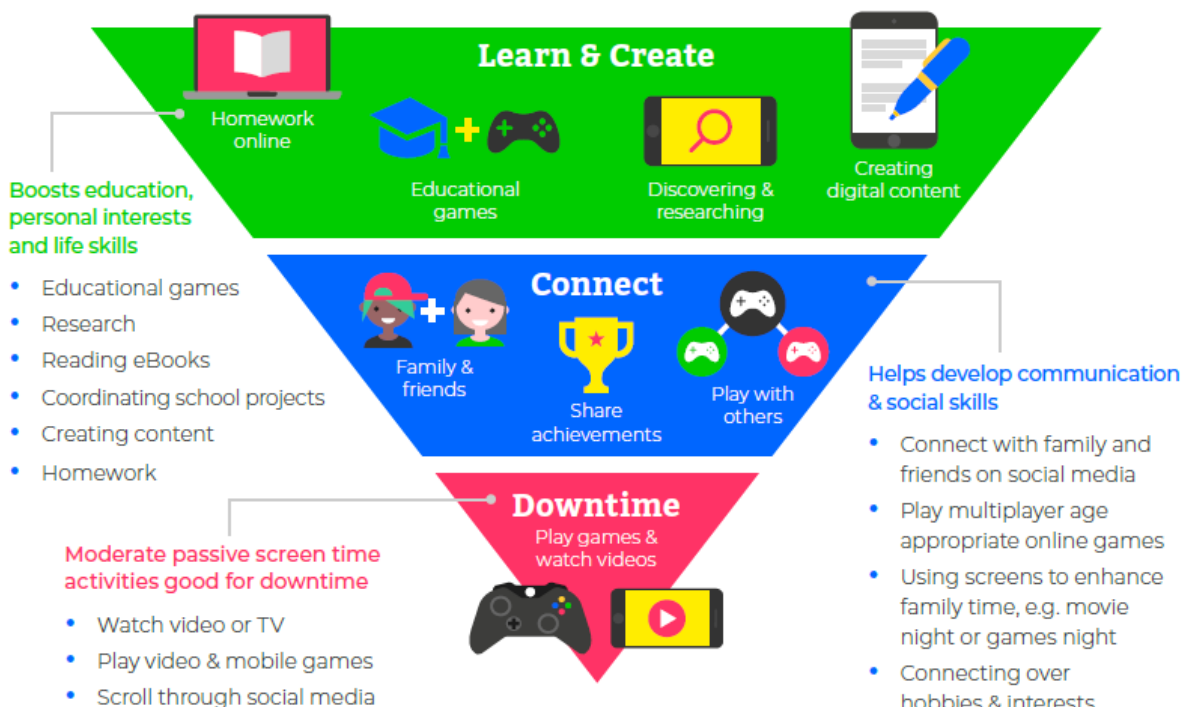 Learn & Create
Homework
online
Educational
games
Discovering &
researching
Creating
digital content
Boosts education,
personal interests
and life skills
• Educational games
• Research
• Reading eBooks
• Coordinating school projects
• Creating content
• Homework
Connect
Family &
friends
Share
achievements
Play with
others
Helps develop communication
& social skills
• Connect with family and
friends on social media
• Play multiplayer age
appropriate online games
• Using screens to enhance
family time, e.g. movie
night or games night
• Connecting over
hobbies & interests
Downtime
Play games &
watch videos
Moderate passive screen time
activities good for downtime
• Watch video or TV
• Play video & mobile games
• Scroll through social media